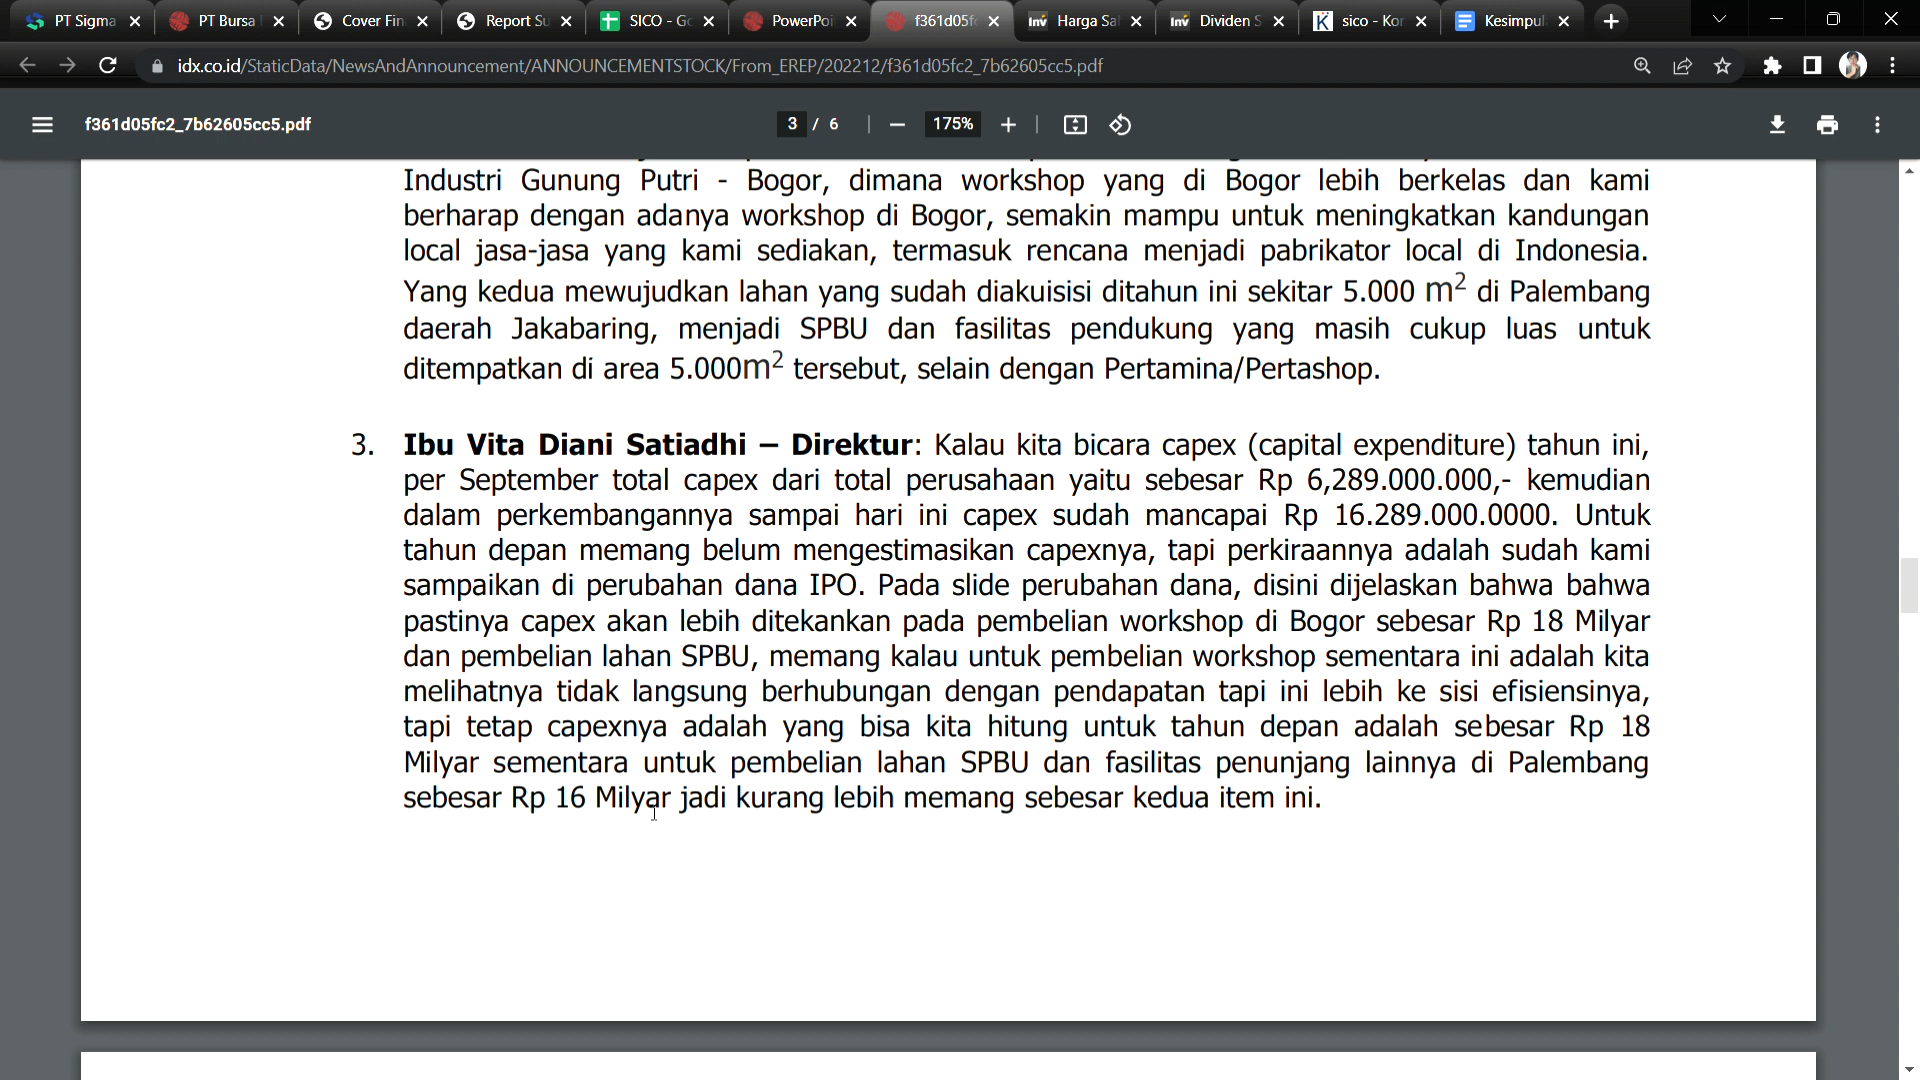 PT Sigma
PT Bursa
Cover Fin
Report Su
SICO - Go
PowerPoi
f361d05f
Harga Sa
Dividen S
sico - Kor
Kesimpul
idx.co.id/StaticData/NewsAndAnnouncement/ANNOUNCEMENTSTOCK/From_EREP/202212/f361d05fc2_7b62605cc5.pdf
f361d05fc2_7b62605cc5.pdf
3 / 6
175%
Industri Gunung Putri - Bogor, dimana workshop yang di Bogor lebih berkelas dan kami
berharap dengan adanya workshop di Bogor, semakin mampu untuk meningkatkan kandungan
local jasa-jasa yang kami sediakan, termasuk rencana menjadi pabrikator local di Indonesia.
Yang kedua mewujudkan lahan yang sudah diakuisisi ditahun ini sekitar 5.000 m² di Palembang
daerah Jakabaring, menjadi SPBU dan fasilitas pendukung yang masih cukup luas untuk
ditempatkan di area 5.000m² tersebut, selain dengan Pertamina/Pertashop.
3. Ibu Vita Diani Satiadhi – Direktur: Kalau kita bicara capex (capital expenditure) tahun ini,
per September total capex dari total perusahaan yaitu sebesar Rp 6,289.000.000,- kemudian
dalam perkembangannya sampai hari ini capex sudah mancapai Rp 16.289.000.0000. Untuk
tahun depan memang belum mengestimasikan capexnya, tapi perkiraannya adalah sudah kami
sampaikan di perubahan dana IPO. Pada slide perubahan dana, disini dijelaskan bahwa bahwa
pastinya capex akan lebih ditekankan pada pembelian workshop di Bogor sebesar Rp 18 Milyar
dan pembelian lahan SPBU, memang kalau untuk pembelian workshop sementara ini adalah kita
melihatnya tidak langsung berhubungan dengan pendapatan tapi ini lebih ke sisi efisiensinya,
tapi tetap capexnya adalah yang bisa kita hitung untuk tahun depan adalah sebesar Rp 18
Milyar sementara untuk pembelian lahan SPBU dan fasilitas penunjang lainnya di Palembang
sebesar Rp 16 Milyar jadi kurang lebih memang sebesar kedua item ini.